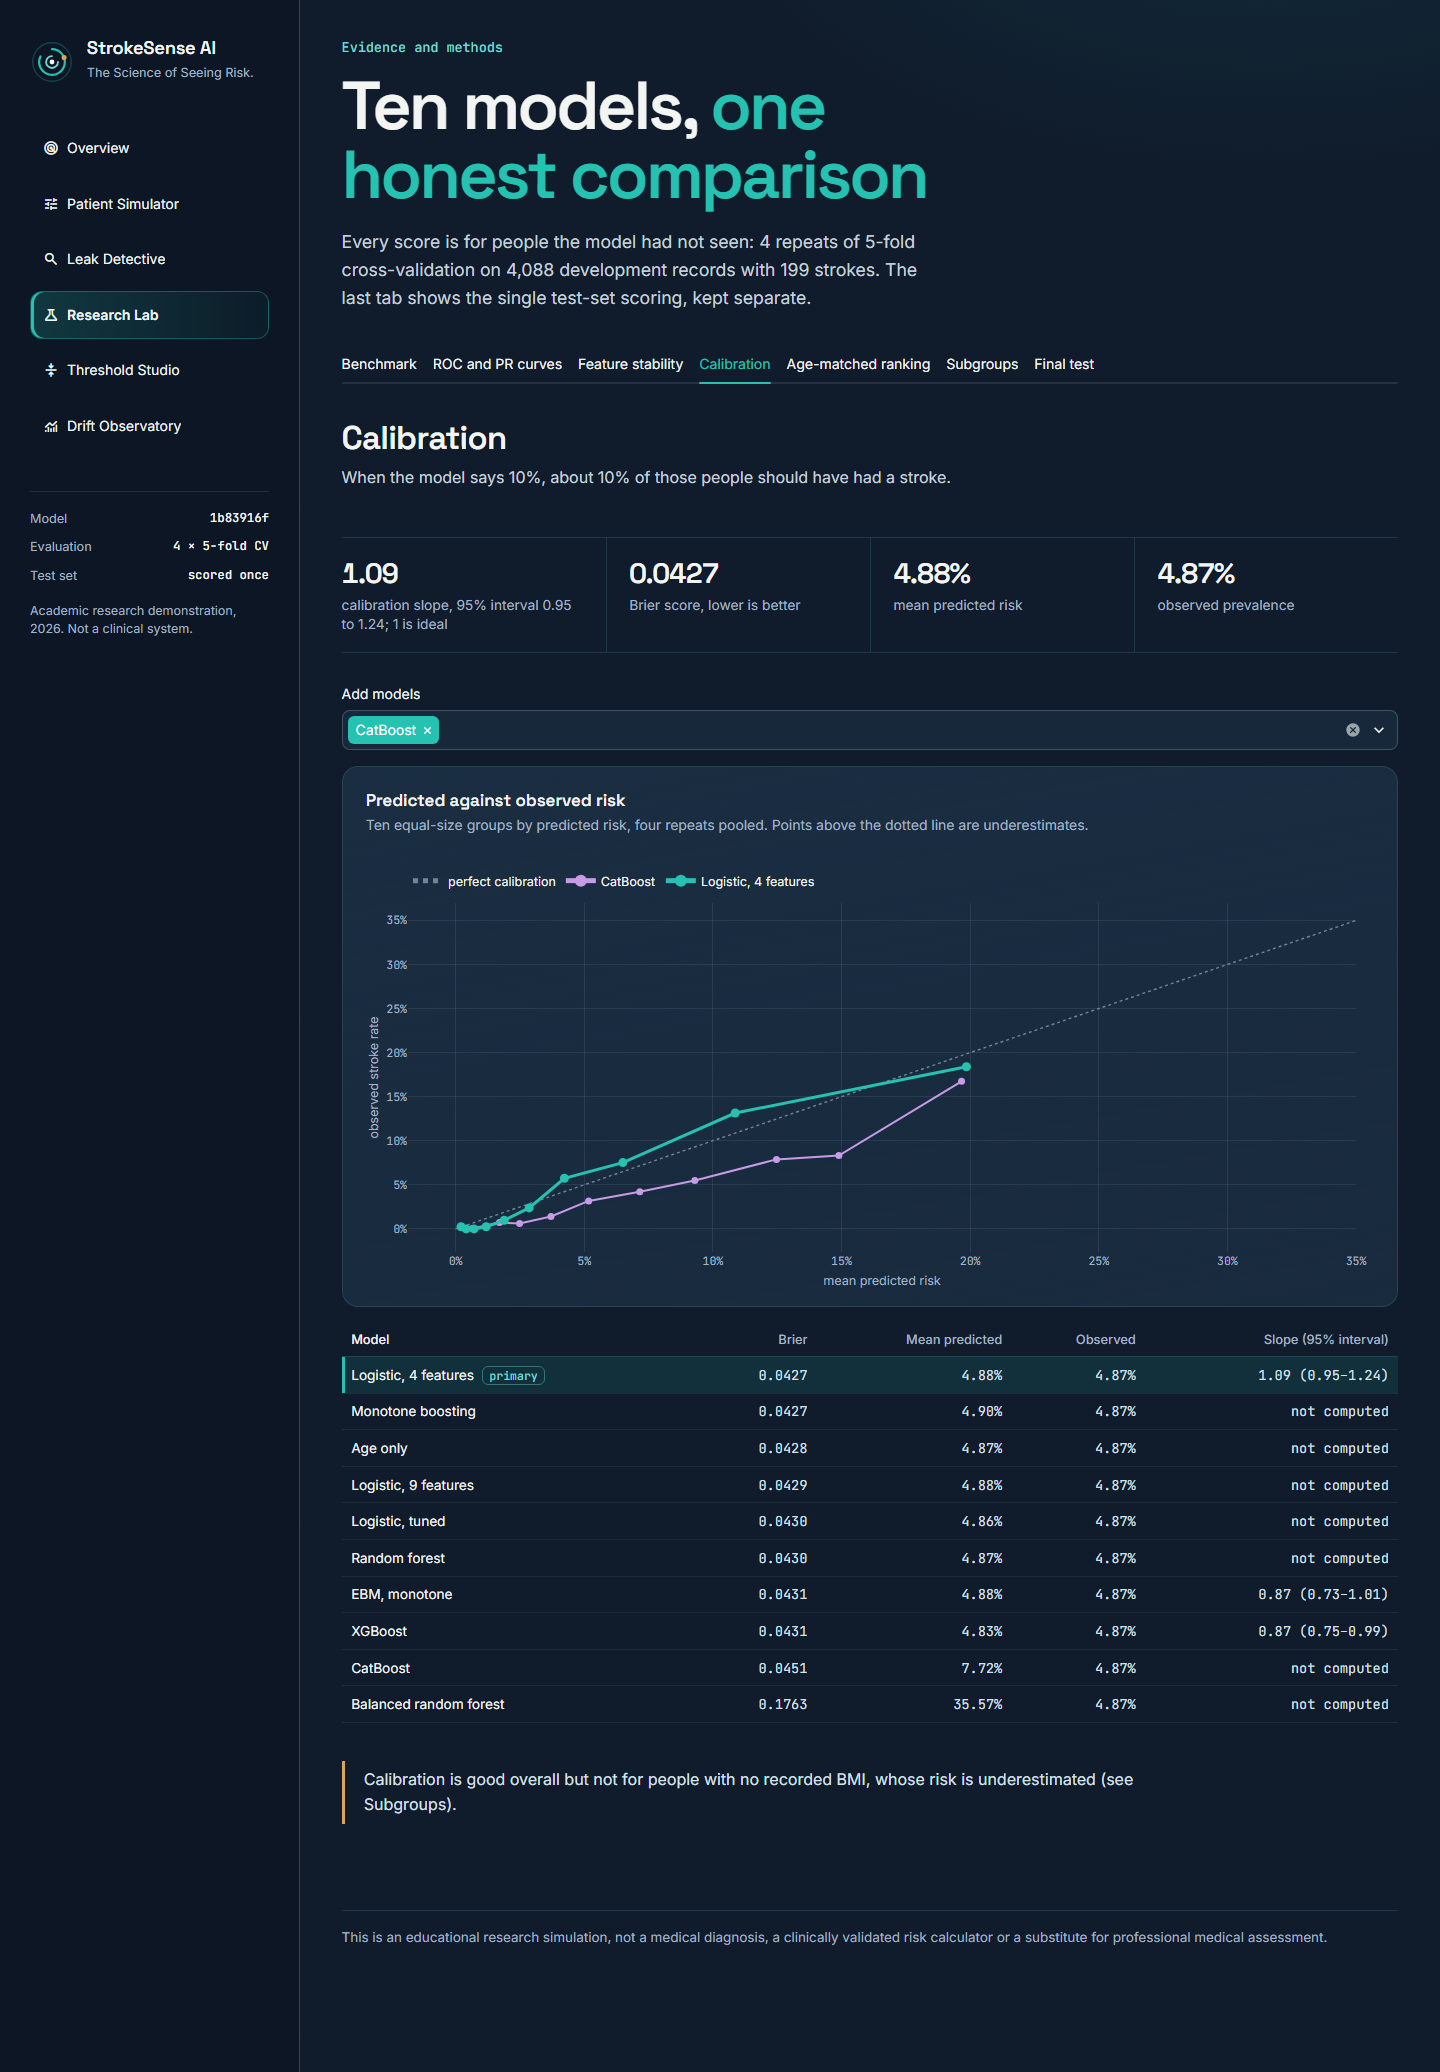 StrokeSense AI
The Science of Seeing Risk.
Overview
Patient Simulator
Leak Detective
Research Lab
Threshold Studio
Drift Observatory
Model 1b83916f
Evaluation 4 × 5-fold CV
Test set scored once
Academic research demonstration,
2026. Not a clinical system.
Evidence and methods
Ten models, one
honest comparison
Every score is for people the model had not seen: 4 repeats of 5-fold
cross-validation on 4,088 development records with 199 strokes. The
last tab shows the single test-set scoring, kept separate.
Benchmark ROC and PR curves Feature stability Calibration Age-matched ranking Subgroups Final test
Calibration
When the model says 10%, about 10% of those people should have had a stroke.
1.09
calibration slope, 95% interval 0.95
to 1.24; 1 is ideal
0.0427
Brier score, lower is better
4.88%
mean predicted risk
4.87%
observed prevalence
Add models
CatBoost ×
Predicted against observed risk
Ten equal-size groups by predicted risk, four repeats pooled. Points above the dotted line are underestimates.
perfect calibration CatBoost Logistic, 4 features
35%
30%
25%
20%
15%
10%
5%
0%
observed stroke rate
0% 5% 10% 15% 20% 25% 30% 35%
mean predicted risk
Model Brier Mean predicted Observed Slope (95% interval)
Logistic, 4 features primary 0.0427 4.88% 4.87% 1.09 (0.95–1.24)
Monotone boosting 0.0427 4.90% 4.87% not computed
Age only 0.0428 4.87% 4.87% not computed
Logistic, 9 features 0.0429 4.88% 4.87% not computed
Logistic, tuned 0.0430 4.86% 4.87% not computed
Random forest 0.0430 4.87% 4.87% not computed
EBM, monotone 0.0431 4.88% 4.87% 0.87 (0.73–1.01)
XGBoost 0.0431 4.83% 4.87% 0.87 (0.75–0.99)
CatBoost 0.0451 7.72% 4.87% not computed
Balanced random forest 0.1763 35.57% 4.87% not computed
Calibration is good overall but not for people with no recorded BMI, whose risk is underestimated (see
Subgroups).
This is an educational research simulation, not a medical diagnosis, a clinically validated risk calculator or a substitute for professional medical assessment.